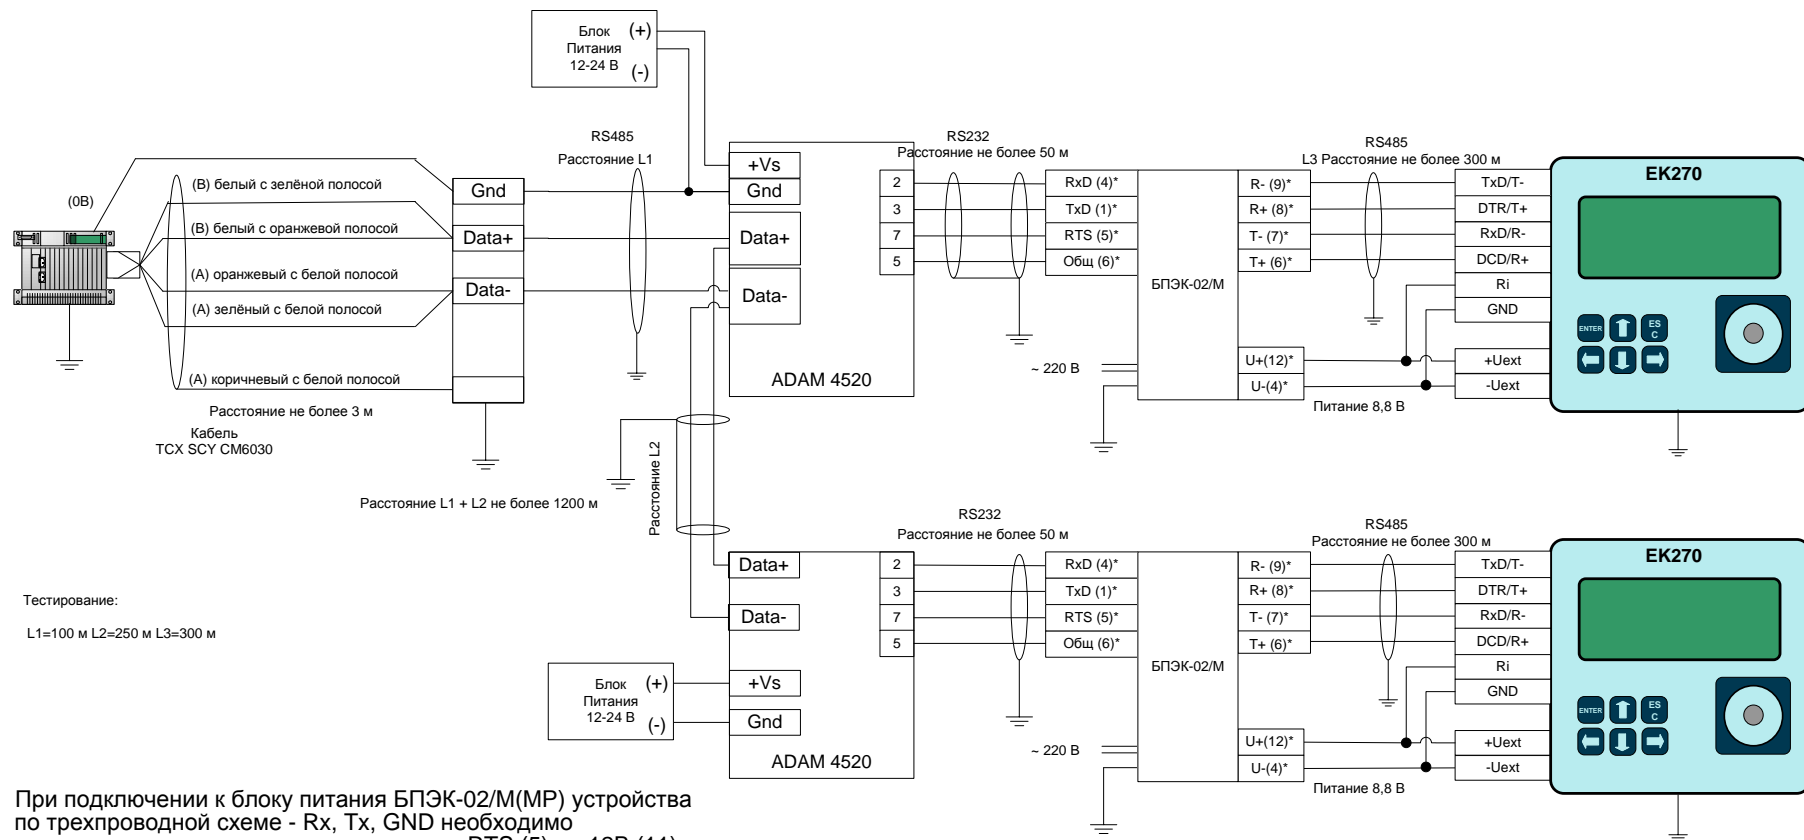 Блок (+)
Питания
12-24 В
(-)
RS485
Расстояние L1
RS232
Расстояние не более 50 м
RS485
L3 Расстояние не более 300 м
(0В)
(В) белый с зелёной полосой
(В) белый с оранжевой полосой
(А) оранжевый с белой полосой
(А) зелёный с белой полосой
(А) коричневый с белой полосой
Расстояние не более 3 м
Кабель
TCX SCY CM6030
Gnd
Data+
Data-
+Vs
Gnd
Data+
Data-
ADAM 4520
2
3
7
5
RxD (4)*
TxD (1)*
RTS (5)*
Общ (6)*
~ 220 В
БПЭК-02/М
R- (9)*
R+ (8)*
T- (7)*
T+ (6)*
U+(12)*
U-(4)*
Питание 8,8 В
TxD/T-
DTR/T+
RxD/R-
DCD/R+
Ri
GND
+Uext
-Uext
EK270
ENTER
ES
C
Расстояние L1 + L2 не более 1200 м
Расстояние L2
Тестирование:
L1=100 м L2=250 м L3=300 м
RS232
Расстояние не более 50 м
RS485
Расстояние не более 300 м
Data+
Data-
+Vs
Gnd
ADAM 4520
Блок (+)
Питания
12-24 В
(-)
2
3
7
5
RxD (4)*
TxD (1)*
RTS (5)*
Общ (6)*
~ 220 В
БПЭК-02/М
R- (9)*
R+ (8)*
T- (7)*
T+ (6)*
U+(12)*
U-(4)*
Питание 8,8 В
TxD/T-
DTR/T+
RxD/R-
DCD/R+
Ri
GND
+Uext
-Uext
EK270
ENTER
ES
C
При подключении к блоку питания БПЭК-02/М(МР) устройства
по трехпроводной схеме - Rx, Tx, GND необходимо
RTS (5) 12В (11)